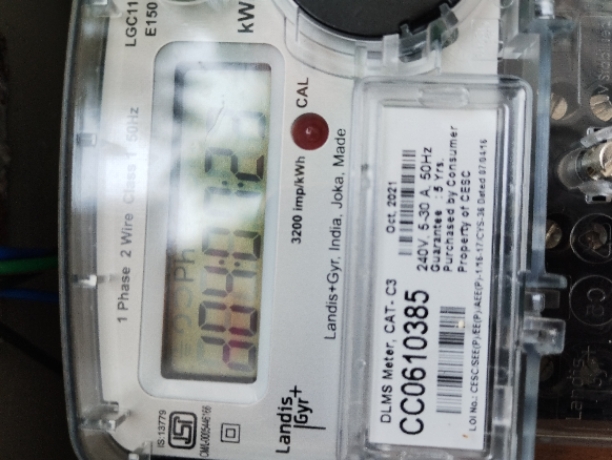 LGC11
E150
kW
1 Phase 2 Wire Class 1 50Hz
CAL
3200 imp/kWh
Landis+Gyr, India, Joka, Made
IS:13779
Landis
Gyr+
Oct, 2021
DLMS Meter, CAT- C3
CC0610385
240V, 5-30 A, 50Hz
Guarantee : 5 Yrs.
Purchased by Consumer
Property of CESC
Landis
Gyr